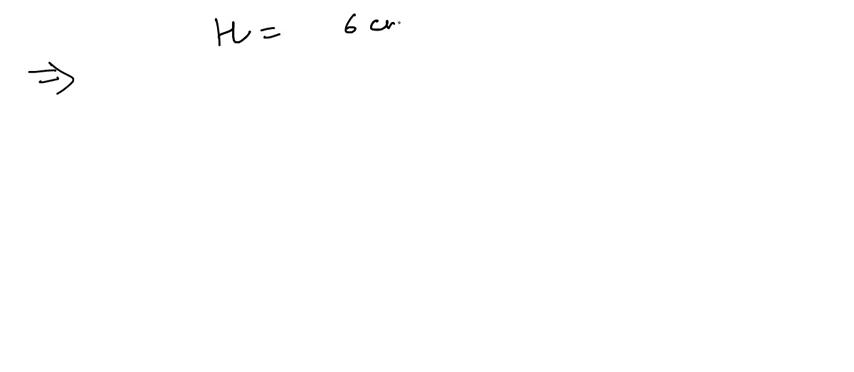 H = 6 cm
⇒